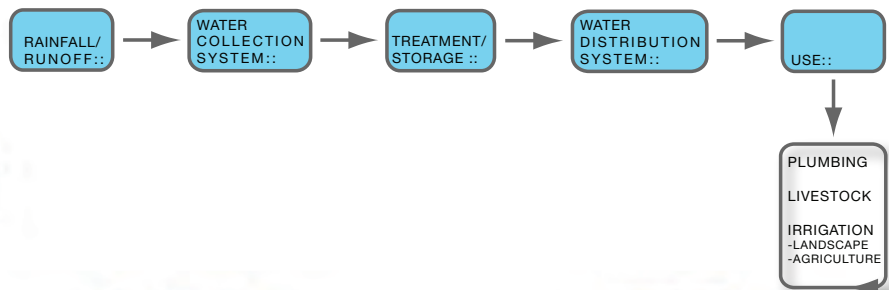 RAINFALL/
RUNOFF::
WATER
COLLECTION
SYSTEM::
TREATMENT/
STORAGE ::
WATER
DISTRIBUTION
SYSTEM::
USE::
PLUMBING
LIVESTOCK
IRRIGATION
-LANDSCAPE
-AGRICULTURE